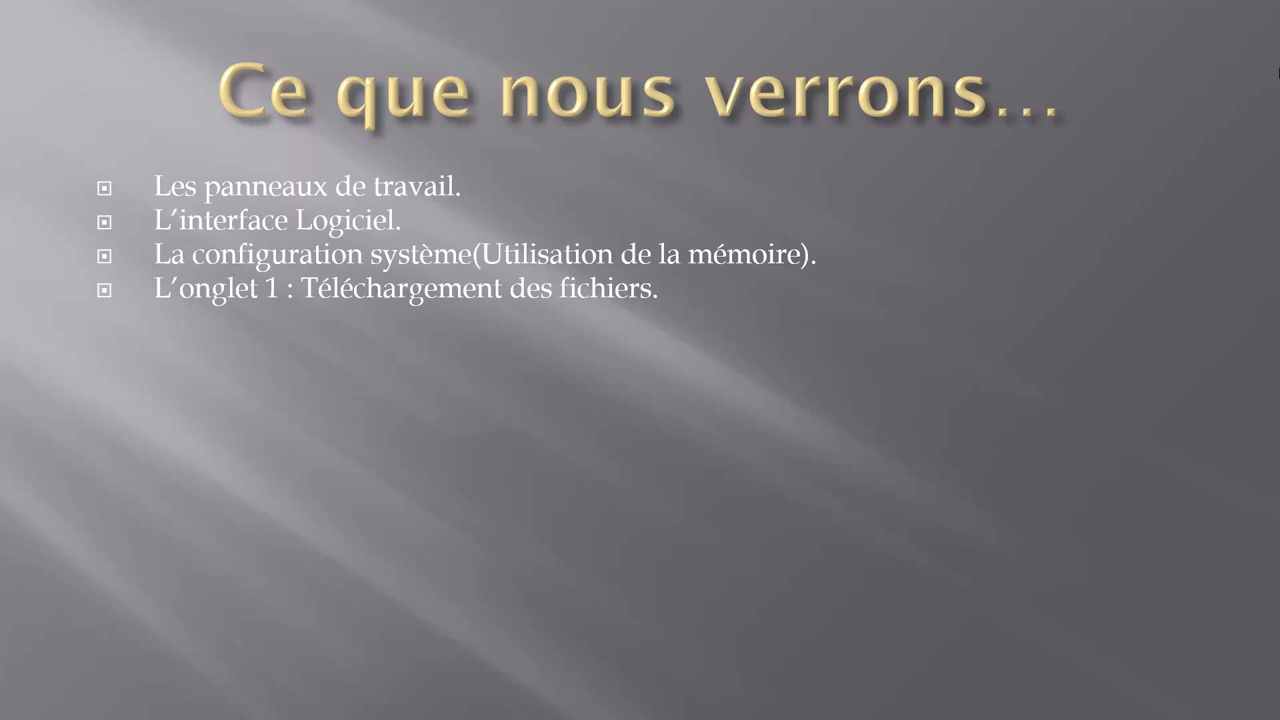 Ce que nous verrons…
Les panneaux de travail.
L’interface Logiciel.
La configuration système(Utilisation de la mémoire).
L’onglet 1 : Téléchargement des fichiers.